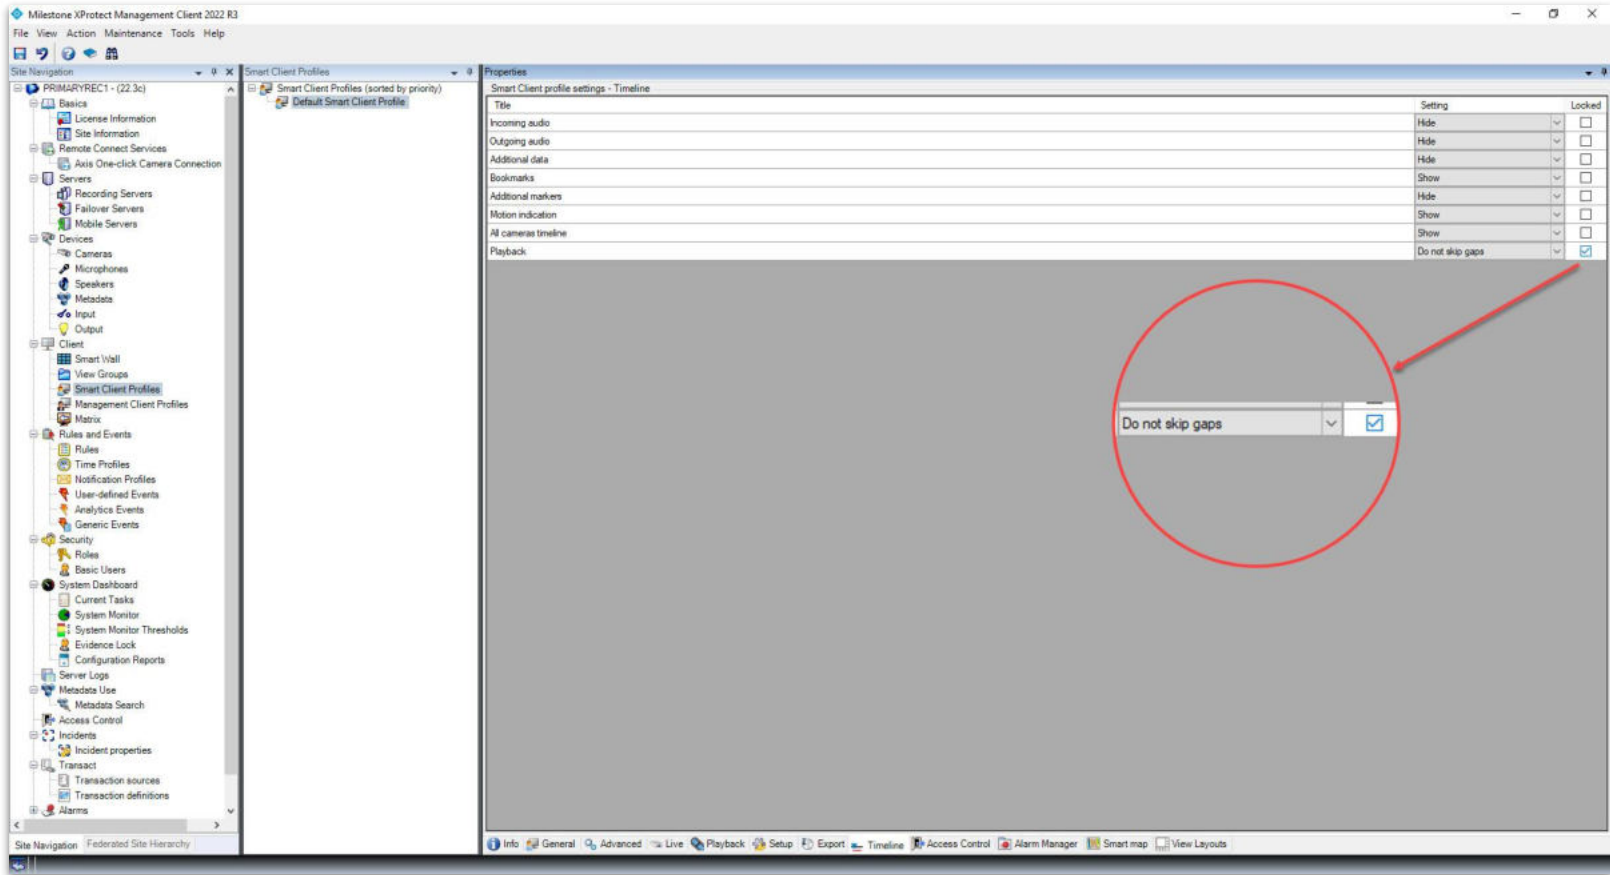 Milestone XProtect Management Client 2022 R3
File View Action Maintenance Tools Help
Site Navigation
PRIMARYREC1 - (22.3c)
Basics
License Information
Site Information
Remote Connect Services
Axis One-click Camera Connection
Servers
Recording Servers
Failover Servers
Mobile Servers
Devices
Cameras
Microphones
Speakers
Metadata
Input
Output
Client
Smart Wall
View Groups
Smart Client Profiles
Management Client Profiles
Matrix
Rules and Events
Rules
Time Profiles
Notification Profiles
User-defined Events
Analytics Events
Generic Events
Security
Roles
Basic Users
System Dashboard
Current Tasks
System Monitor
System Monitor Thresholds
Evidence Lock
Configuration Reports
Server Logs
Metadata Use
Metadata Search
Access Control
Incidents
Incident properties
Transact
Transaction sources
Transaction definitions
Alarms
Site Navigation Federated Site Hierarchy
Smart Client Profiles
Smart Client Profiles (sorted by priority)
Default Smart Client Profile
Properties
Smart Client profile settings - Timeline
Title Setting Locked
Incoming audio Hide
Outgoing audio Hide
Additional data Hide
Bookmarks Show
Additional markers Hide
Motion indication Show
All cameras timeline Show
Playback Do not skip gaps
Do not skip gaps
Info General Advanced Live Playback Setup Export Timeline Access Control Alarm Manager Smart map View Layouts